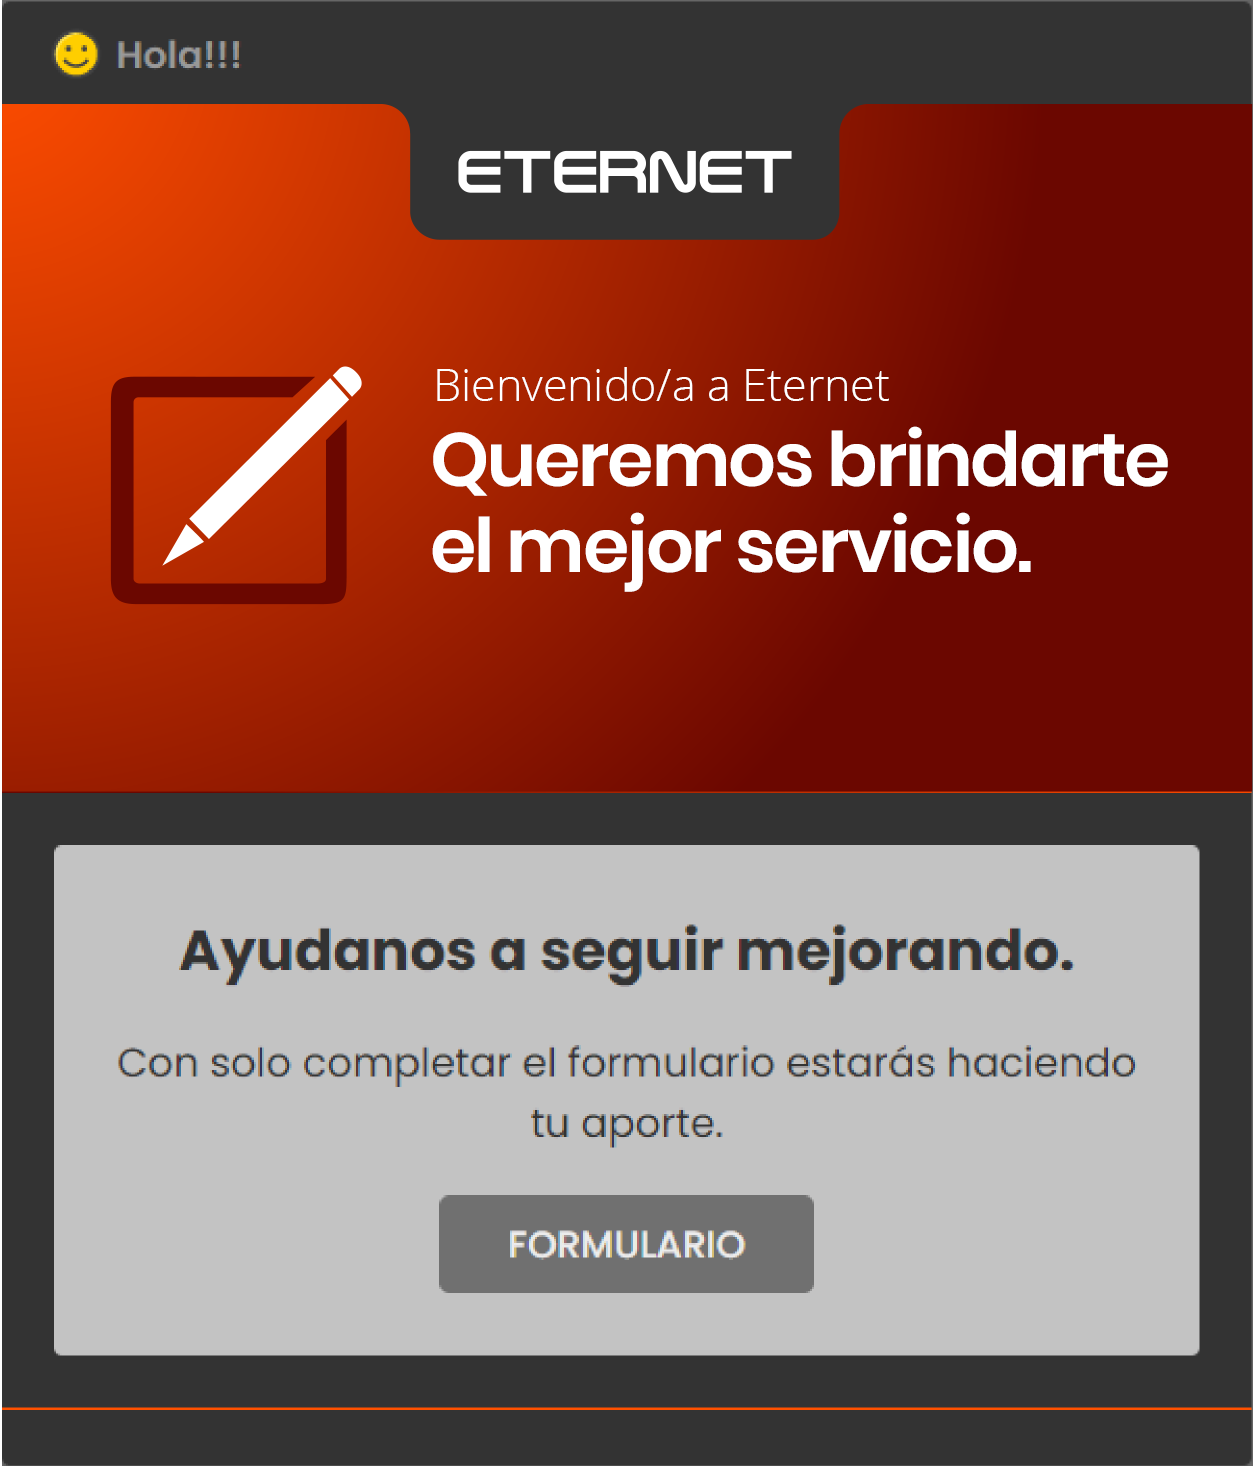 Hola!!!
ETERNET
Bienvenido/a a Eternet
Queremos brindarte
el mejor servicio.
Ayudanos a seguir mejorando.
Con solo completar el formulario estarás haciendo
tu aporte.
FORMULARIO